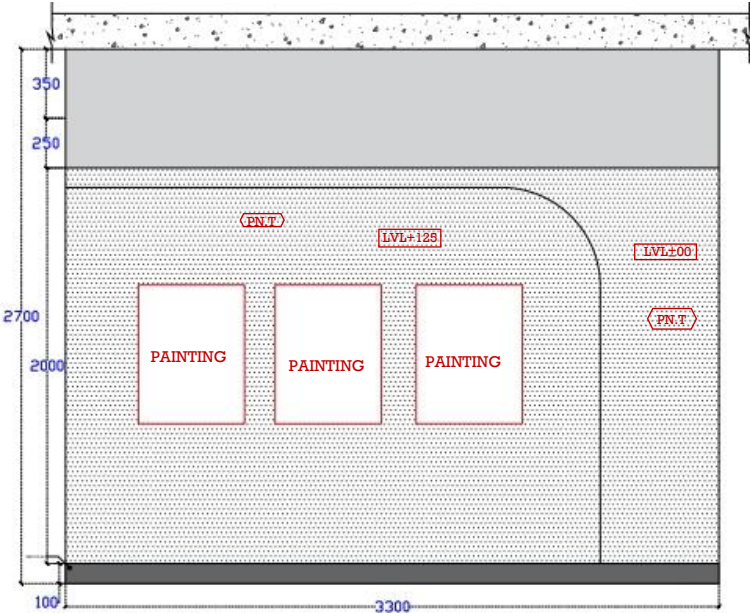 350
250
PN.T
LVL+125
LVL±00
2700
PN.T
2000
PAINTING
PAINTING
PAINTING
100
3300